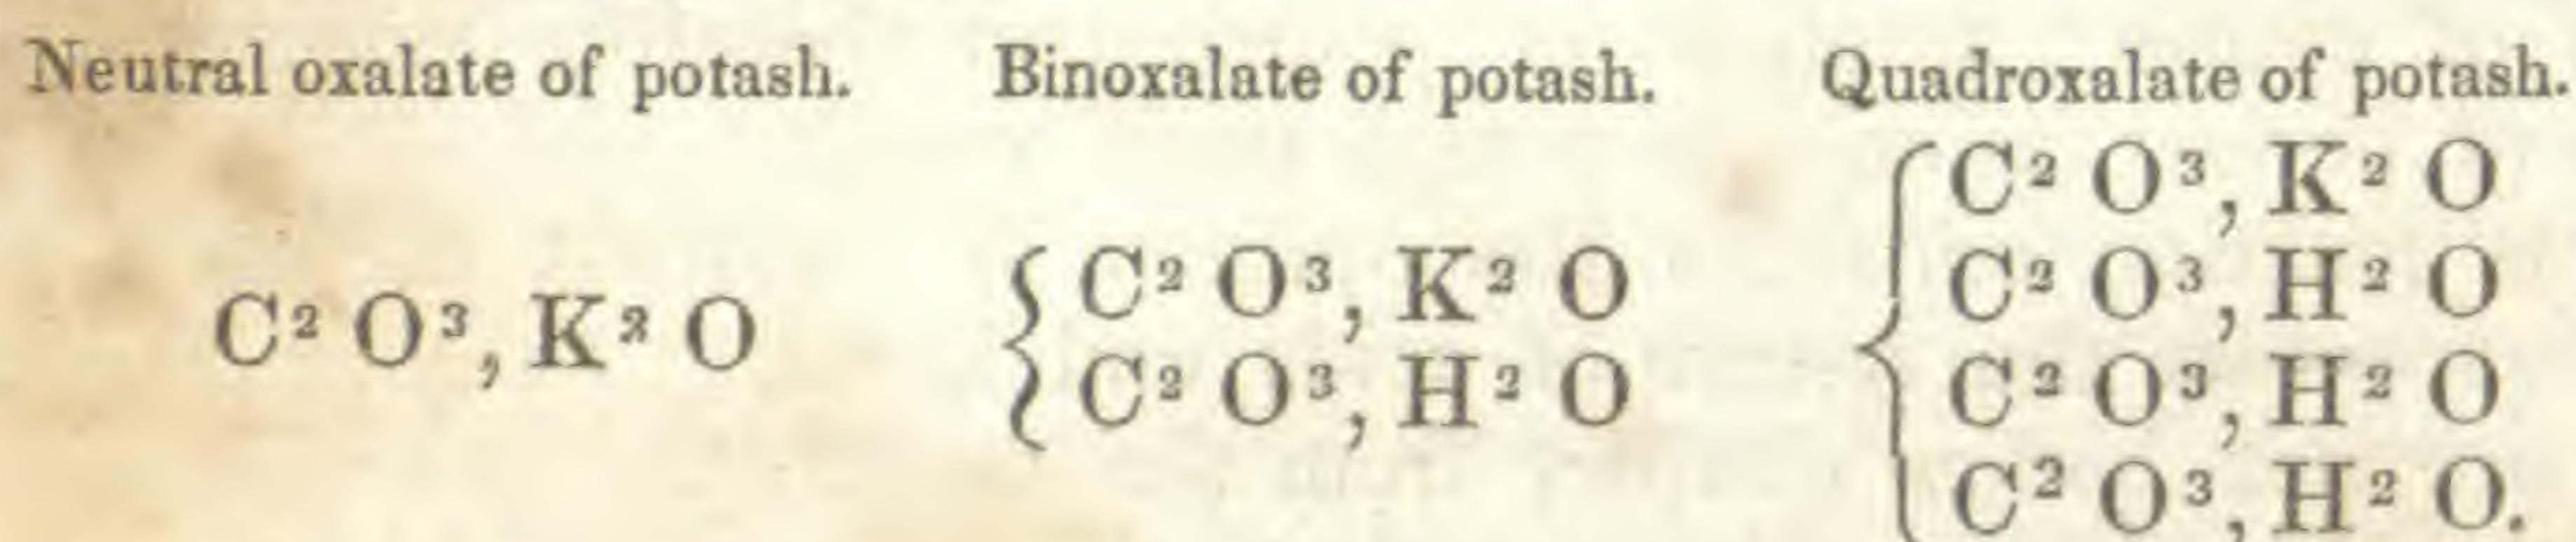 Neutral oxalate of potash. Binoxalate of potash. Quadroxalate of potash.
C² O³, K² O
C² O³, K² O
C² O³, H² O
C² O³, K² O
C² O³, H² O
C² O³, H² O
C² O³, H² O.